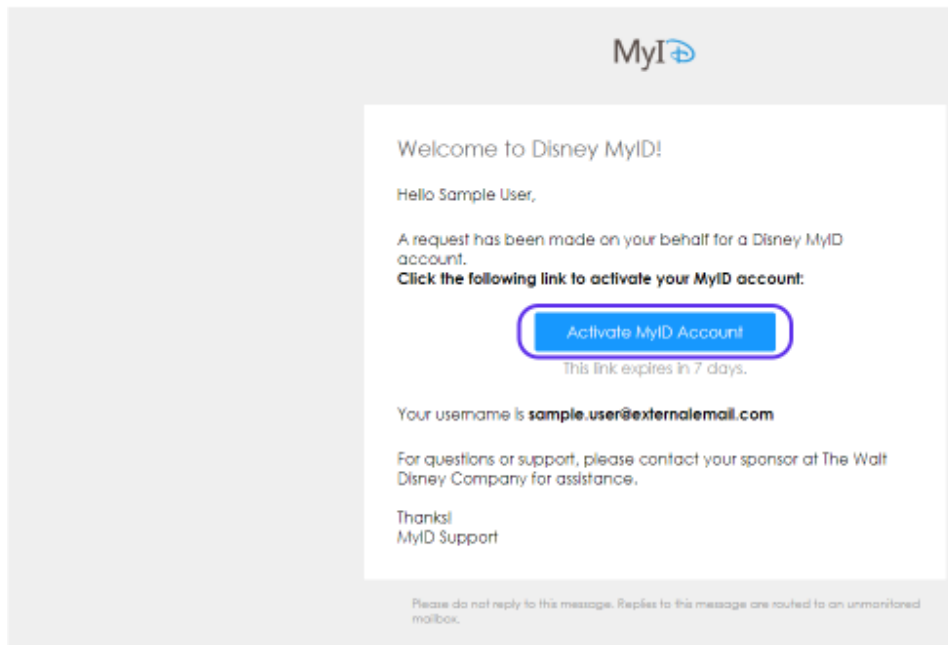 MyID
Welcome to Disney MyID!
Hello Sample User,
A request has been made on your behalf for a Disney MyID
account.
Click the following link to activate your MyID account:
Activate MyID Account
This link expires in 7 days.
Your username is sample.user@externalemail.com
For questions or support, please contact your sponsor at The Walt
Disney Company for assistance.
Thanks!
MyID Support
Please do not reply to this message. Replies to this message are routed to an unmonitored
mailbox.